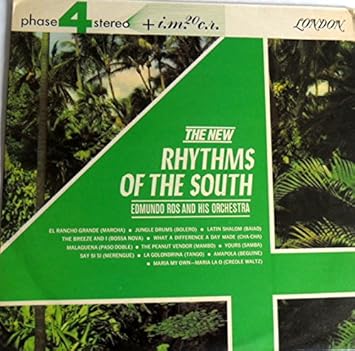 phase 4 stereo + i.m. 20 c.r. LONDON
THE NEW
RHYTHMS
OF THE SOUTH
EDMUNDO ROS AND HIS ORCHESTRA
EL RANCHO GRANDE (MARCHA) • JUNGLE DRUMS (BOLERO) • LATIN SHALOM (BAIAO)
THE BREEZE AND I (BOSSA NOVA) • WHAT A DIFFERENCE A DAY MADE (CHA-CHA)
MALAGUENA (PASO DOBLE) • THE PEANUT VENDOR (MAMBO) • YOURS (SAMBA)
SAY SI SI (MERENGUE) • LA GOLONDRINA (TANGO) • AMAPOLA (BEGUINE)
• MARIA MY OWN—MARIA LA O (CREOLE WALTZ)